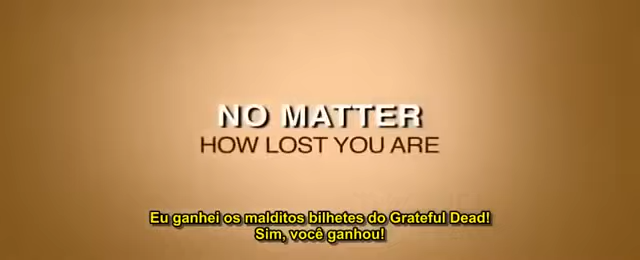 NO MATTER
HOW LOST YOU ARE
Eu ganhei os malditos bilhetes do Grateful Dead!
Sim, você ganhou!